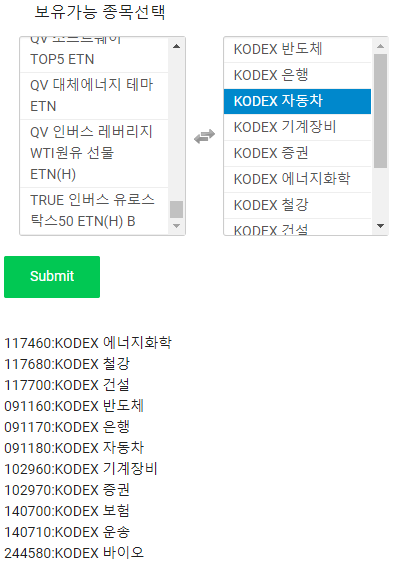 보유가능 종목선택
QV 소프트웨어
TOP5 ETN
QV 대체에너지 테마
ETN
QV 인버스 레버리지
WTI원유 선물
ETN(H)
TRUE 인버스 유로스
탁스50 ETN(H) B
KODEX 반도체
KODEX 은행
KODEX 자동차
KODEX 기계장비
KODEX 증권
KODEX 에너지화학
KODEX 철강
KODEX 건설
Submit
117460:KODEX 에너지화학
117680:KODEX 철강
117700:KODEX 건설
091160:KODEX 반도체
091170:KODEX 은행
091180:KODEX 자동차
102960:KODEX 기계장비
102970:KODEX 증권
140700:KODEX 보험
140710:KODEX 운송
244580:KODEX 바이오